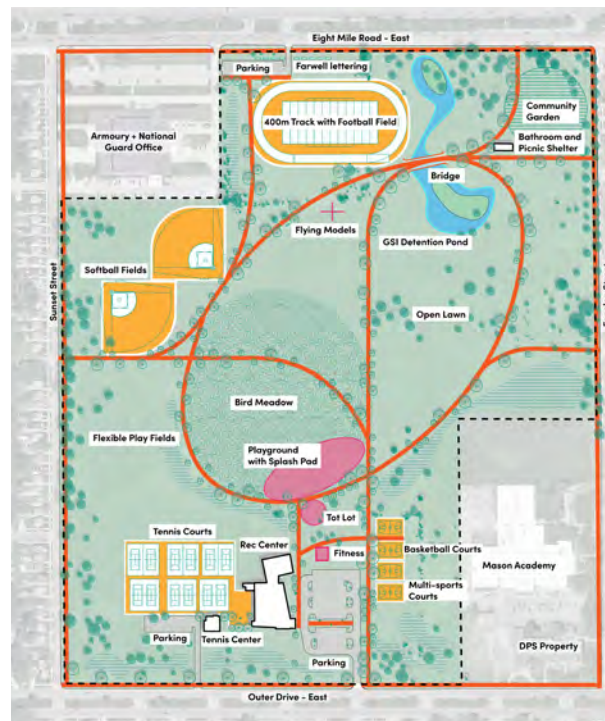 Eight Mile Road - East
Parking
Farwell lettering
400m Track with Football Field
Community
Garden
Armoury + National
Guard Office
Bathroom and
Picnic Shelter
Bridge
Flying Models
GSI Detention Pond
Softball Fields
Sunset Street
Open Lawn
Bird Meadow
Flexible Play Fields
Playground
with Splash Pad
Tot Lot
Tennis Courts
Rec Center
Fitness
Basketball Courts
Mason Academy
Multi-sports
Courts
Parking
Tennis Center
Parking
DPS Property
Outer Drive - East